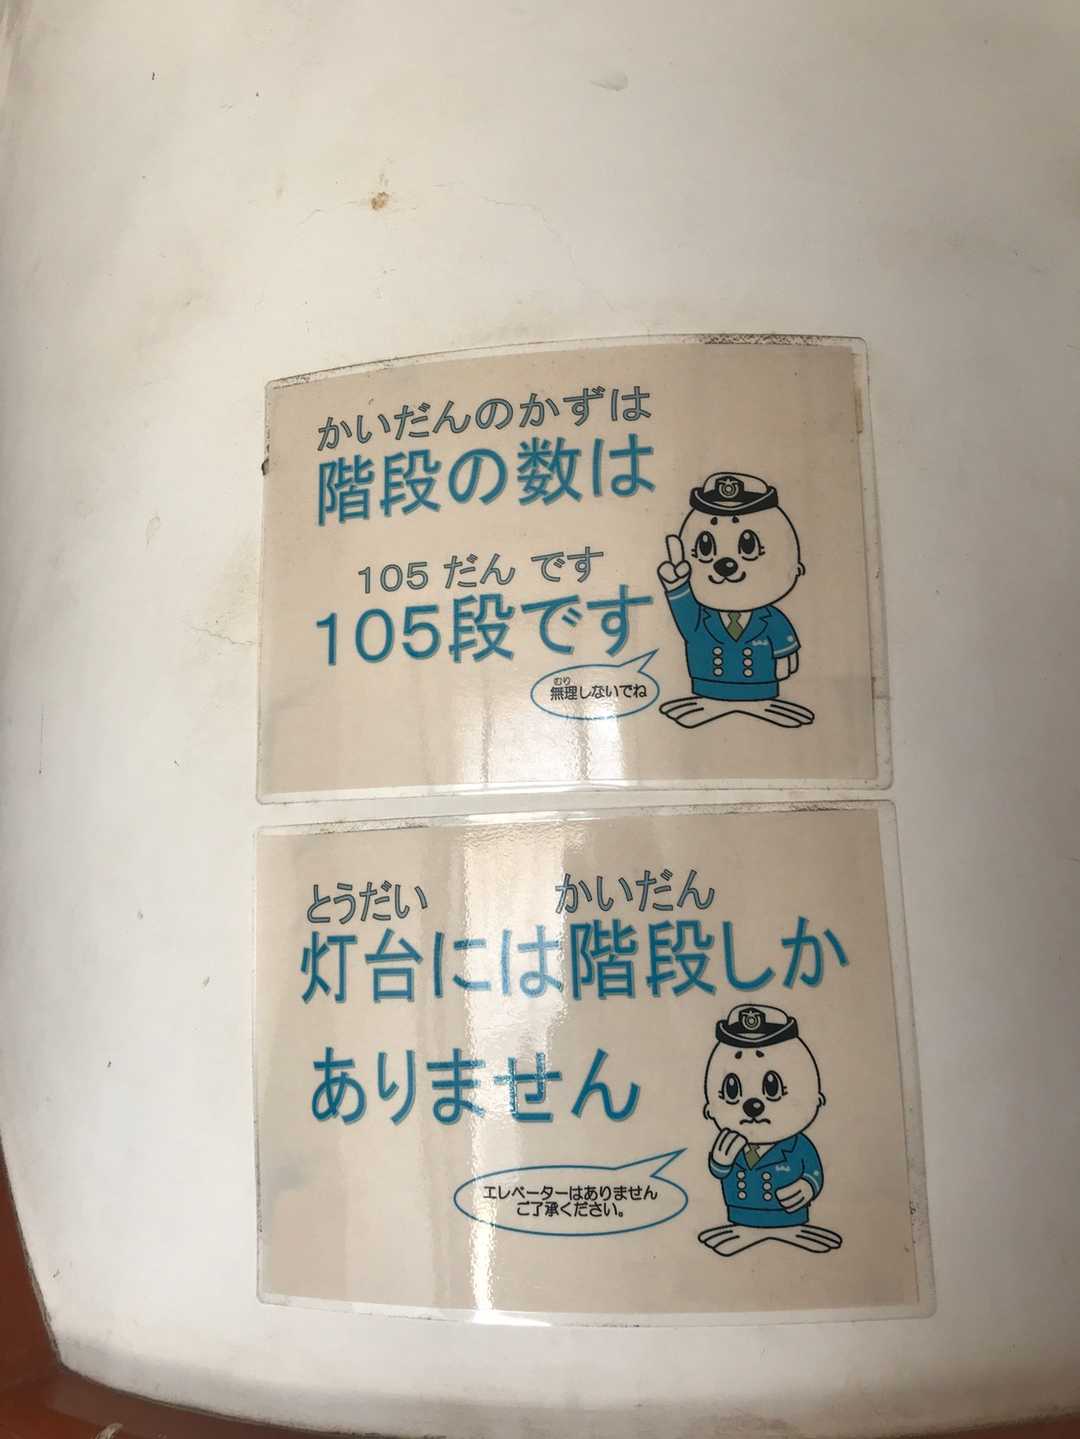 かいだんのかずは
階段の数は
105 だん です
105段です
むり
無理しないでね
とうだい かいだん
灯台には階段しか
ありません
エレベーターはありません
ご了承ください。